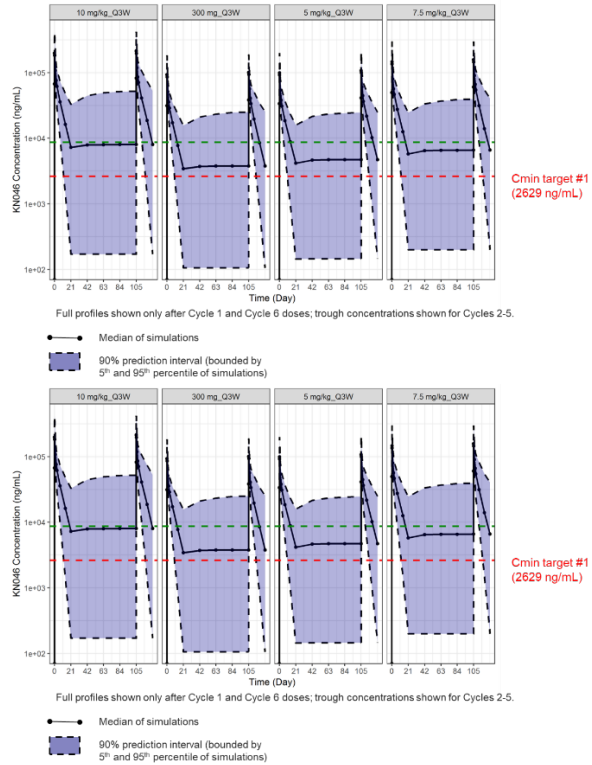 10 mg/kg_Q3W 300 mg_Q3W 5 mg/kg_Q3W 7.5 mg/kg_Q3W
KN046 Concentration (ng/mL)
1e+05
1e+04
1e+03
1e+02
Cmin target #1
(2629 ng/mL)
0 21 42 63 84 105 0 21 42 63 84 105 0 21 42 63 84 105 0 21 42 63 84 105
Time (Day)
Full profiles shown only after Cycle 1 and Cycle 6 doses; trough concentrations shown for Cycles 2-5.
Median of simulations
90% prediction interval (bounded by
5th and 95th percentile of simulations)
10 mg/kg_Q3W 300 mg_Q3W 5 mg/kg_Q3W 7.5 mg/kg_Q3W
KN046 Concentration (ng/mL)
1e+05
1e+04
1e+03
1e+02
Cmin target #1
(2629 ng/mL)
0 21 42 63 84 105 0 21 42 63 84 105 0 21 42 63 84 105 0 21 42 63 84 105
Time (Day)
Full profiles shown only after Cycle 1 and Cycle 6 doses; trough concentrations shown for Cycles 2-5.
Median of simulations
90% prediction interval (bounded by
5th and 95th percentile of simulations)